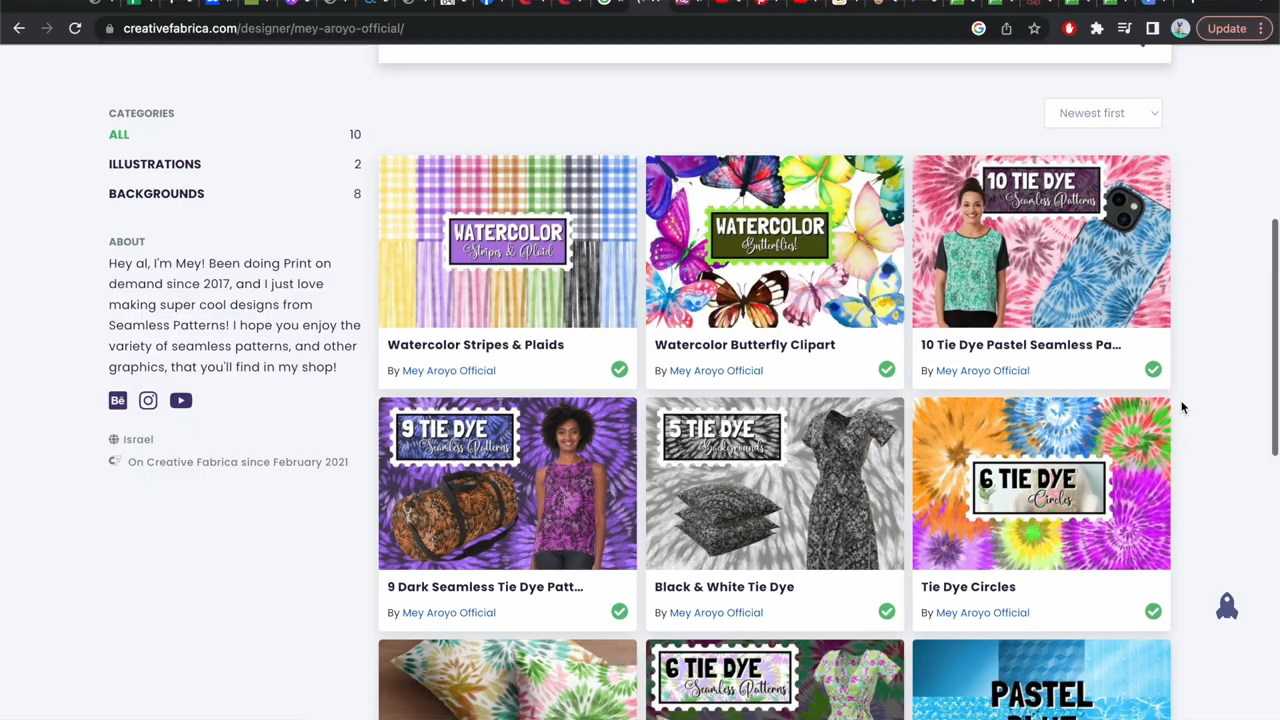 creativefabrica.com/designer/mey-aroyo-official/
Update
CATEGORIES
ALL 10
ILLUSTRATIONS 2
BACKGROUNDS 8
ABOUT
Hey al, I'm Mey! Been doing Print on
demand since 2017, and I just love
making super cool designs from
Seamless Patterns! I hope you enjoy the
variety of seamless patterns, and other
graphics, that you'll find in my shop!
Bē
Israel
On Creative Fabrica since February 2021
Newest first
WATERCOLOR
Stripes & Plaid
Watercolor Stripes & Plaids
By Mey Aroyo Official
WATERCOLOR
Butterflies!
Watercolor Butterfly Clipart
By Mey Aroyo Official
10 TIE DYE
Seamless Patterns
10 Tie Dye Pastel Seamless Pa...
By Mey Aroyo Official
9 TIE DYE
Seamless Patterns
9 Dark Seamless Tie Dye Patt...
By Mey Aroyo Official
5 TIE DYE
Backgrounds
Black & White Tie Dye
By Mey Aroyo Official
6 TIE DYE
Circles
Tie Dye Circles
By Mey Aroyo Official
6 TIE DYE
Seamless Patterns
PASTEL